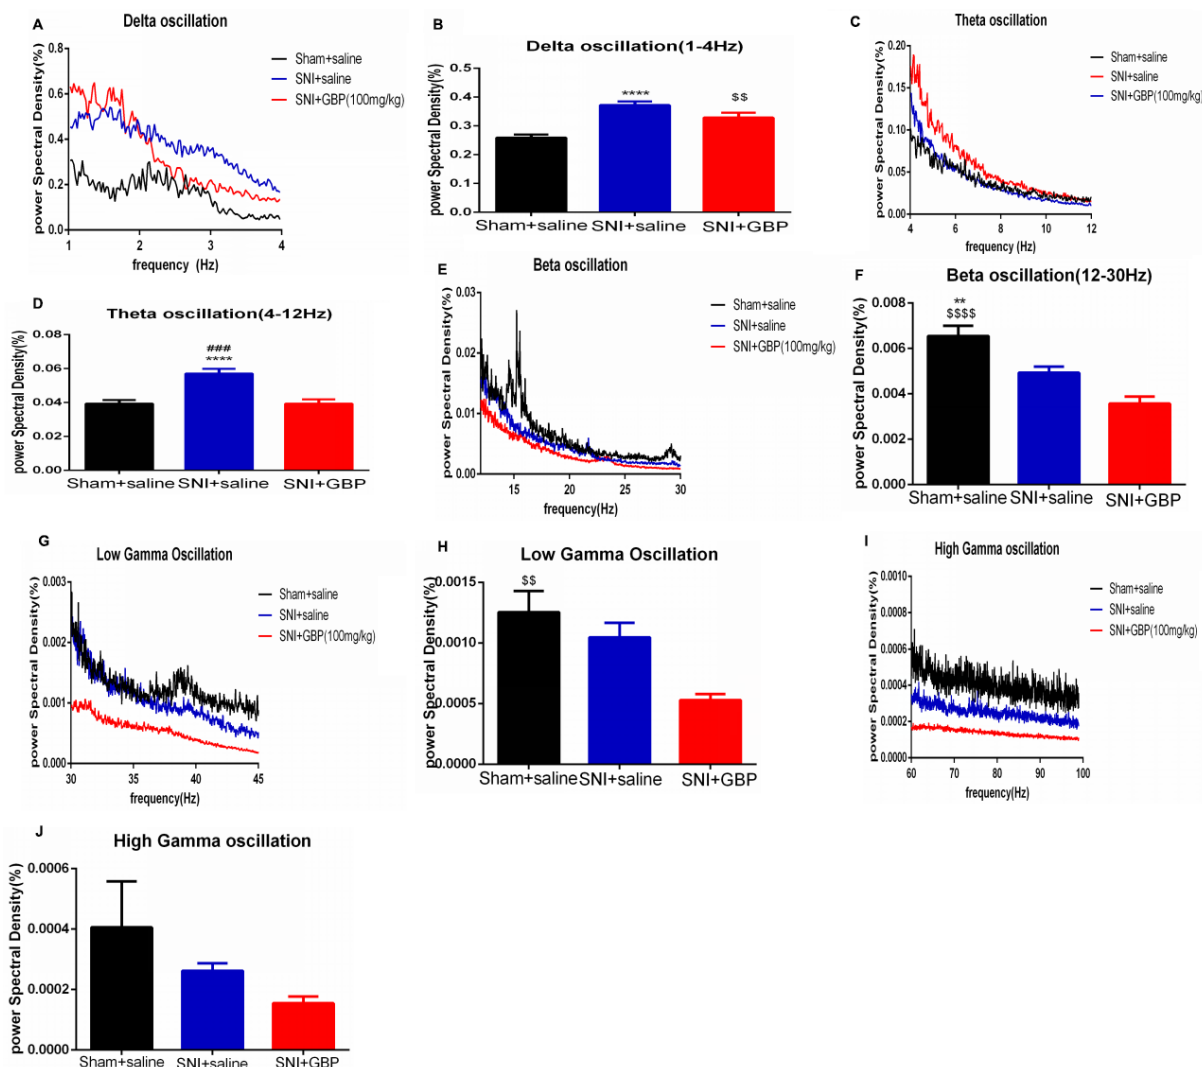 A
Delta oscillation
power Spectral Density(%)
0.8
0.6
0.4
0.2
0.0
1
2
3
4
frequency (Hz)
Sham+saline
SNI+saline
SNI+GBP(100mg/kg)
B
Delta oscillation(1-4Hz)
power Spectral Density(%)
0.5
0.4
0.3
0.2
0.1
0.0
****
$$
Sham+saline
SNI+saline
SNI+GBP
C
Theta oscillation
power Spectral Density(%)
0.20
0.15
0.10
0.05
0.00
4
6
8
10
12
frequency (Hz)
Sham+saline
SNI+saline
SNI+GBP(100mg/kg)
D
Theta oscillation(4-12Hz)
power Spectral Density(%)
0.08
0.06
0.04
0.02
0.00
###
****
Sham+saline
SNI+saline
SNI+GBP
E
Beta oscillation
power Spectral Density(%)
0.03
0.02
0.01
0.00
15
20
25
30
frequency(Hz)
Sham+saline
SNI+saline
SNI+GBP(100mg/kg)
F
Beta oscillation(12-30Hz)
power Spectral Density(%)
0.008
0.006
0.004
0.002
0.000
**
$$$$
Sham+saline
SNI+saline
SNI+GBP
G
Low Gamma Oscillation
power Spectral Density(%)
0.003
0.002
0.001
0.000
30
35
40
45
frequency(Hz)
Sham+saline
SNI+saline
SNI+GBP(100mg/kg)
H
Low Gamma Oscillation
power Spectral Density(%)
0.0015
0.0010
0.0005
0.0000
$$
Sham+saline
SNI+saline
SNI+GBP
I
High Gamma oscillation
power Spectral Density(%)
0.0010
0.0008
0.0006
0.0004
0.0002
0.0000
60
70
80
90
100
frequency(Hz)
Sham+saline
SNI+saline
SNI+GBP(100mg/kg)
J
High Gamma oscillation
power Spectral Density(%)
0.0006
0.0004
0.0002
0.0000
Sham+saline
SNI+saline
SNI+GBP